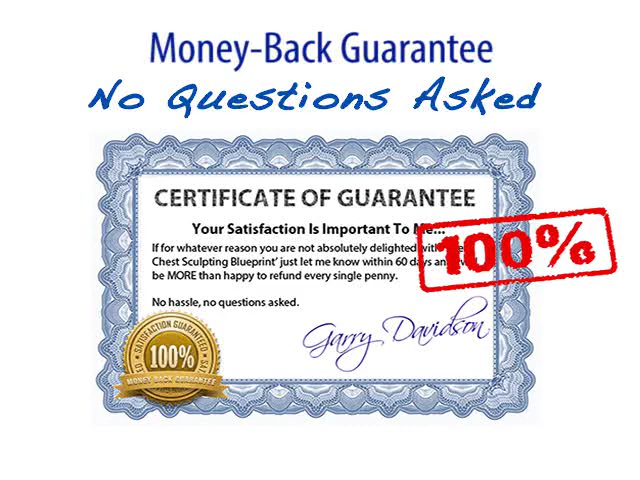 Money-Back Guarantee
No Questions Asked
CERTIFICATE OF GUARANTEE
Your Satisfaction Is Important To Me...
If for whatever reason you are not absolutely delighted with
Chest Sculpting Blueprint' just let me know within 60 days an
be MORE than happy to refund every single penny.
100%
No hassle, no questions asked.
Garry Davidson
SATISFACTION GUARANTEED
100%
MONEY BACK GUARANTEE